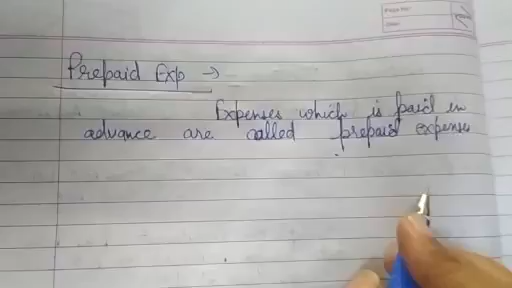 Prepaid Exp →
Expenses which is paid in
advance are called prepaid expenses